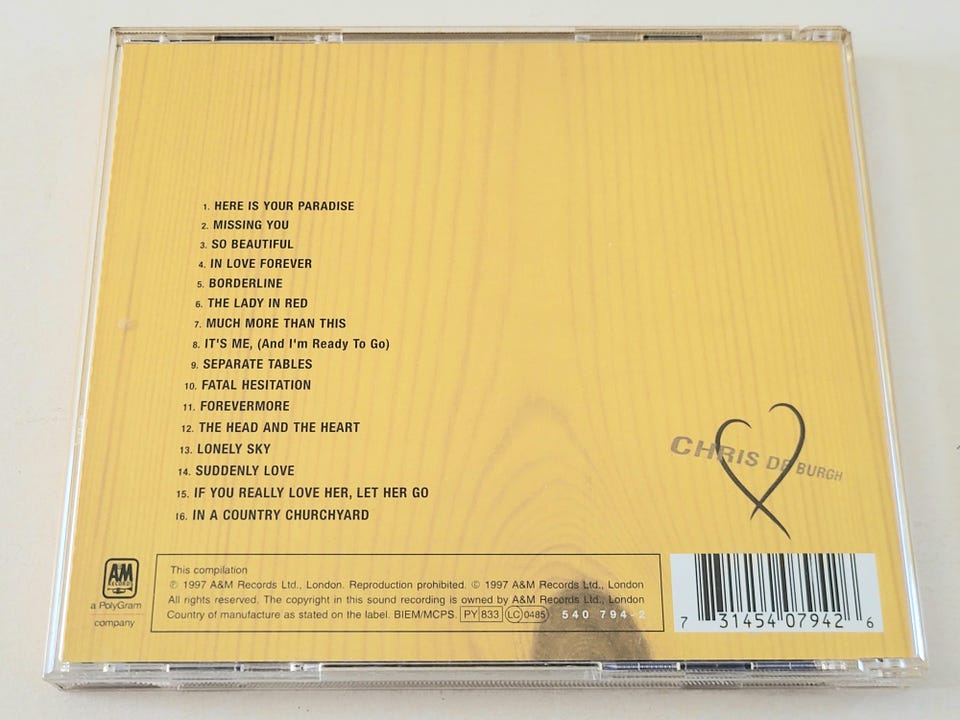 1. HERE IS YOUR PARADISE
2. MISSING YOU
3. SO BEAUTIFUL
4. IN LOVE FOREVER
5. BORDERLINE
6. THE LADY IN RED
7. MUCH MORE THAN THIS
8. IT'S ME, (And I'm Ready To Go)
9. SEPARATE TABLES
10. FATAL HESITATION
11. FOREVERMORE
12. THE HEAD AND THE HEART
13. LONELY SKY
14. SUDDENLY LOVE
15. IF YOU REALLY LOVE HER, LET HER GO
16. IN A COUNTRY CHURCHYARD
CHRIS DE BURGH
AM
RECORDS
a PolyGram
company
This compilation
℗ 1997 A&M Records Ltd., London. Reproduction prohibited. © 1997 A&M Records Ltd., London
All rights reserved. The copyright in this sound recording is owned by A&M Records Ltd., London
Country of manufacture as stated on the label. BIEM/MCPS. PY 833 LC 0485 540 794-2
7 31454 07942 6